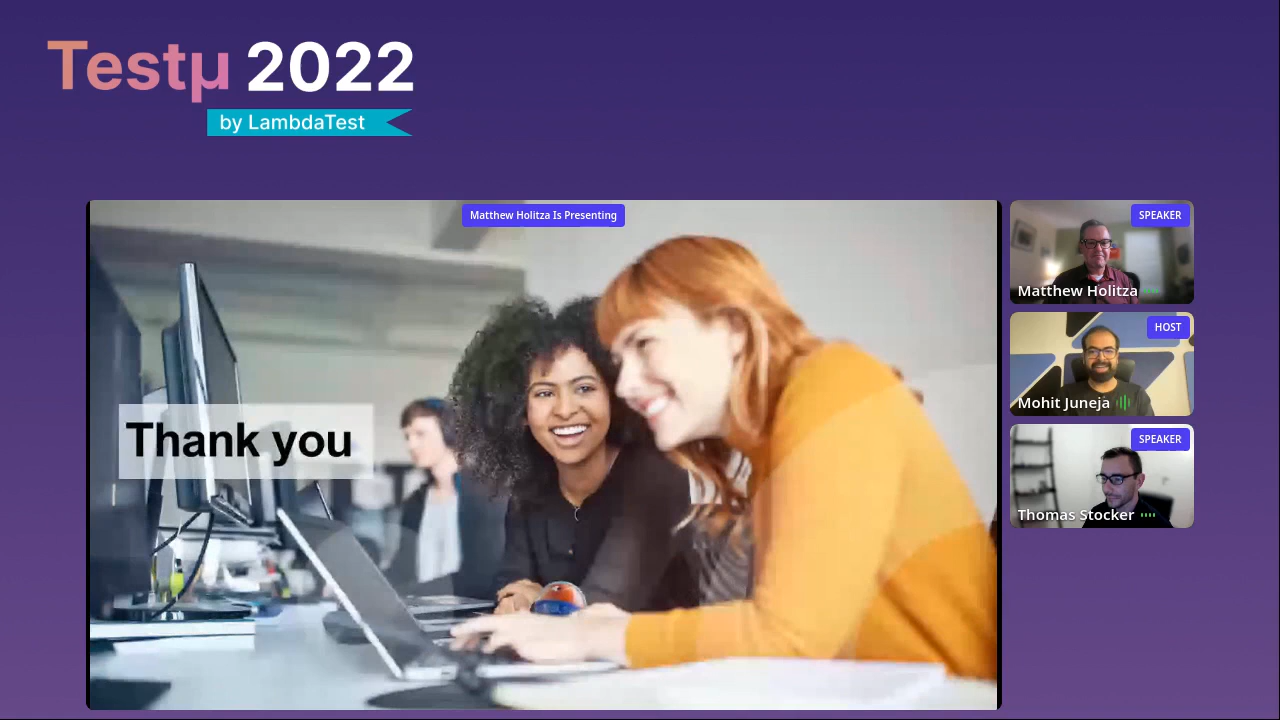 Testμ 2022
by LambdaTest
Matthew Holitza Is Presenting
Thank you
SPEAKER
Matthew Holitza
HOST
Mohit Juneja
SPEAKER
Thomas Stocker